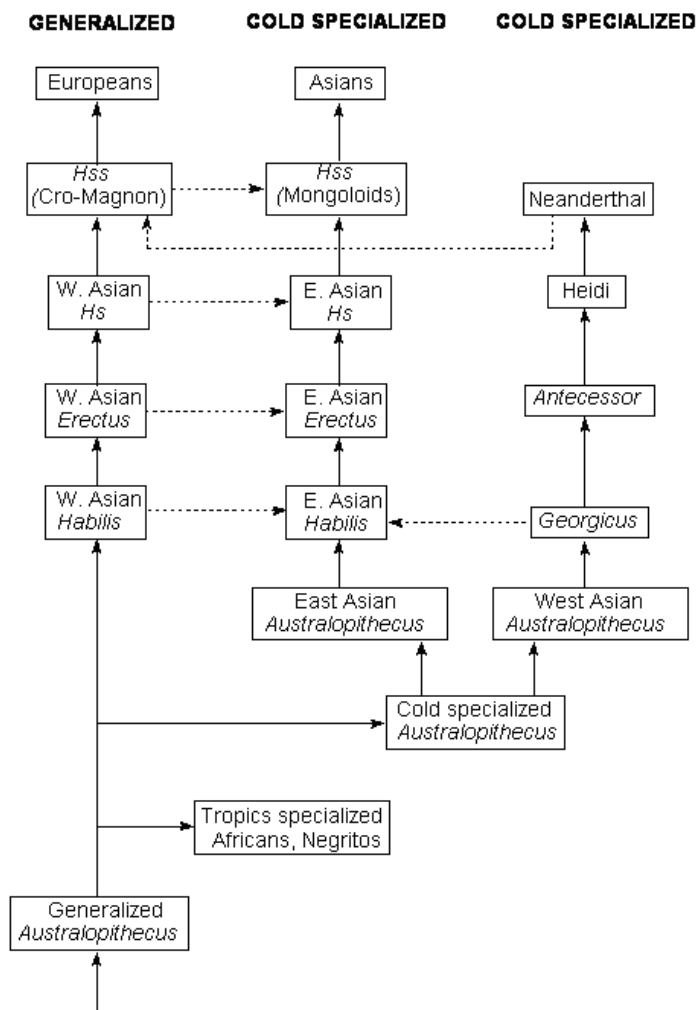 GENERALIZED
COLD SPECIALIZED
COLD SPECIALIZED
Europeans
Asians
Hss
(Cro-Magnon)
Hss
(Mongoloids)
Neanderthal
W. Asian
Hs
E. Asian
Hs
Heidi
W. Asian
Erectus
E. Asian
Erectus
Antecessor
W. Asian
Habilis
E. Asian
Habilis
Georgicus
East Asian
Australopithecus
West Asian
Australopithecus
Cold specialized
Australopithecus
Tropics specialized
Africans, Negritos
Generalized
Australopithecus